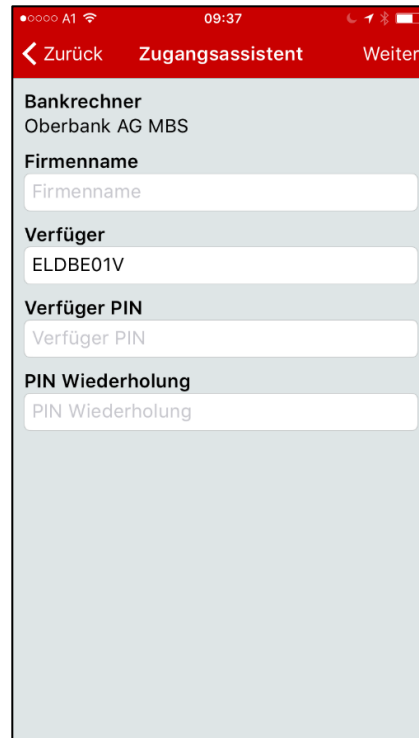 A1 09:37
Zurück Zugangsassistent Weiter
Bankrechner
Oberbank AG MBS
Firmenname
Firmenname
Verfüger
ELDBE01V
Verfüger PIN
Verfüger PIN
PIN Wiederholung
PIN Wiederholung